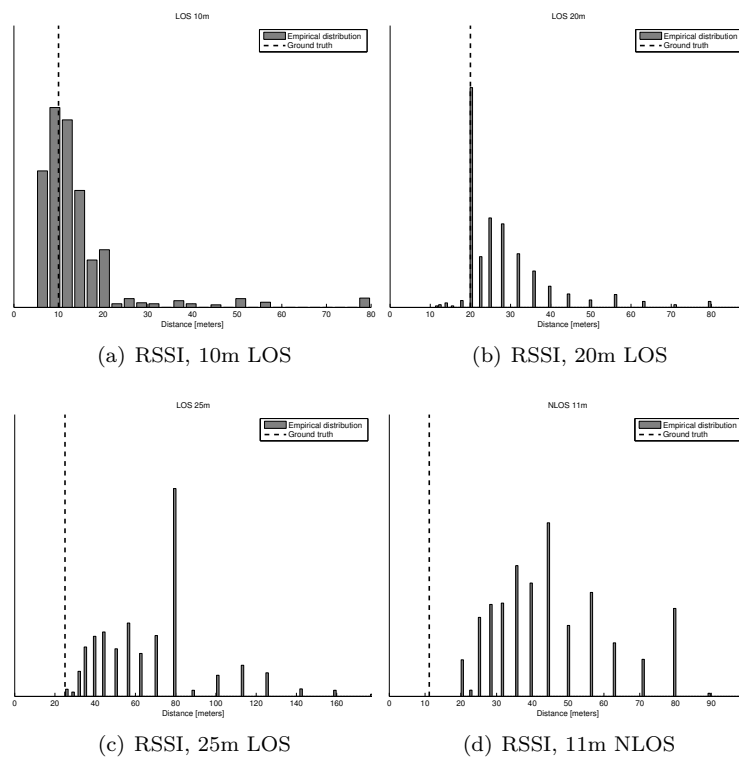 LOS 10m
Empirical distribution
Ground truth
0 10 20 30 40 50 60 70 80
Distance [meters]
(a) RSSI, 10m LOS
LOS 20m
Empirical distribution
Ground truth
0 10 20 30 40 50 60 70 80
Distance [meters]
(b) RSSI, 20m LOS
LOS 25m
Empirical distribution
Ground truth
0 20 40 60 80 100 120 140 160
Distance [meters]
(c) RSSI, 25m LOS
NLOS 11m
Empirical distribution
Ground truth
0 10 20 30 40 50 60 70 80 90
Distance [meters]
(d) RSSI, 11m NLOS